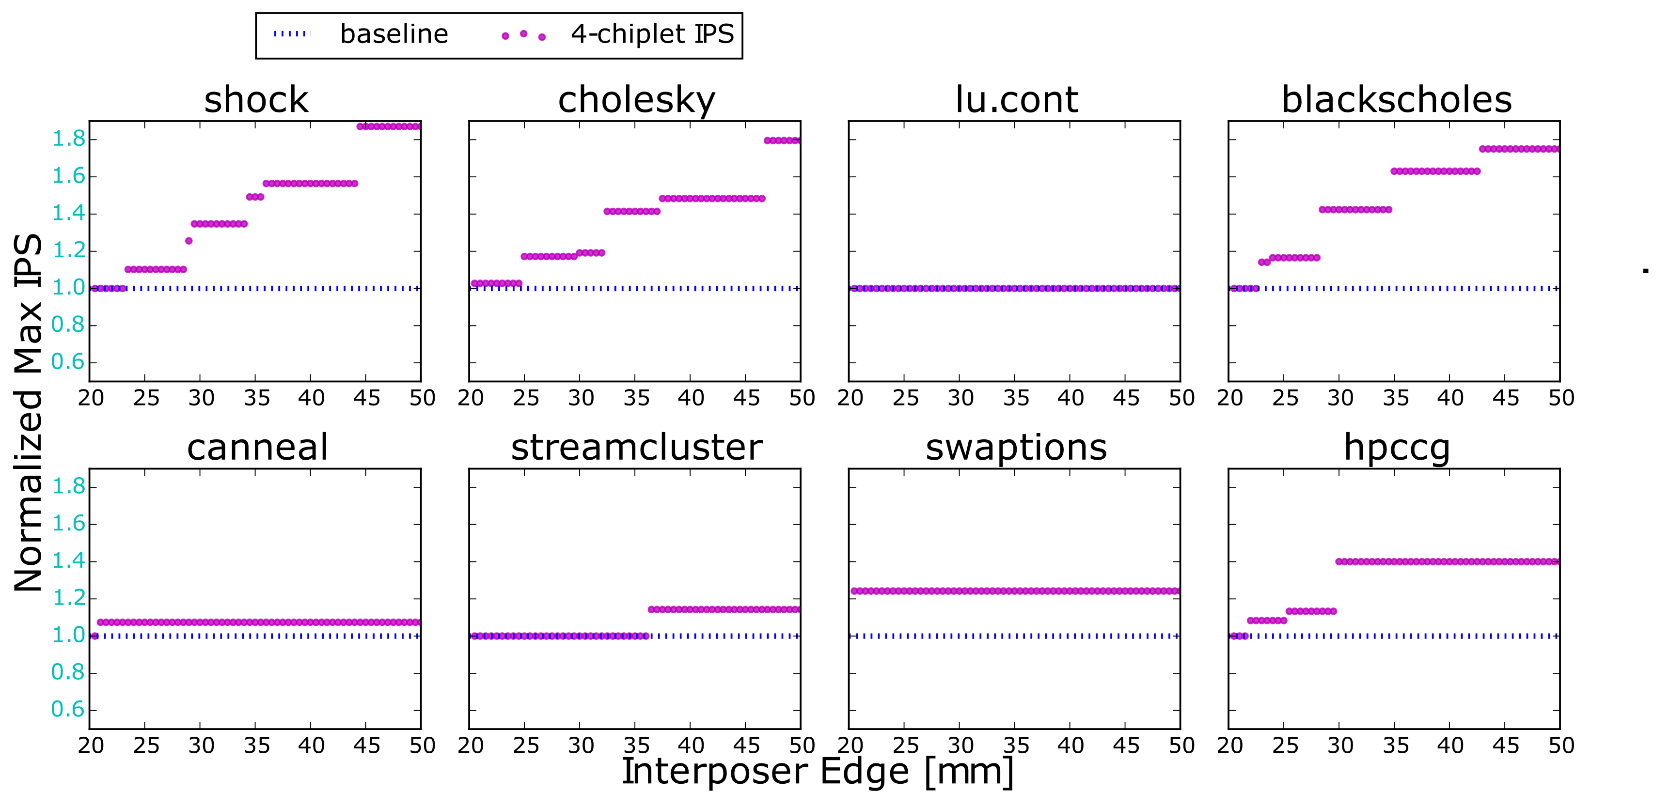 baseline 4-chiplet IPS
shock cholesky lu.cont blackscholes
1.8
1.6
1.4
1.2
1.0
0.8
0.6
20 25 30 35 40 45 50 20 25 30 35 40 45 50 20 25 30 35 40 45 50 20 25 30 35 40 45 50
Normalized Max IPS
canneal streamcluster swaptions hpccg
1.8
1.6
1.4
1.2
1.0
0.8
0.6
20 25 30 35 40 45 50 20 25 30 35 40 45 50 20 25 30 35 40 45 50 20 25 30 35 40 45 50
Interposer Edge [mm]
.